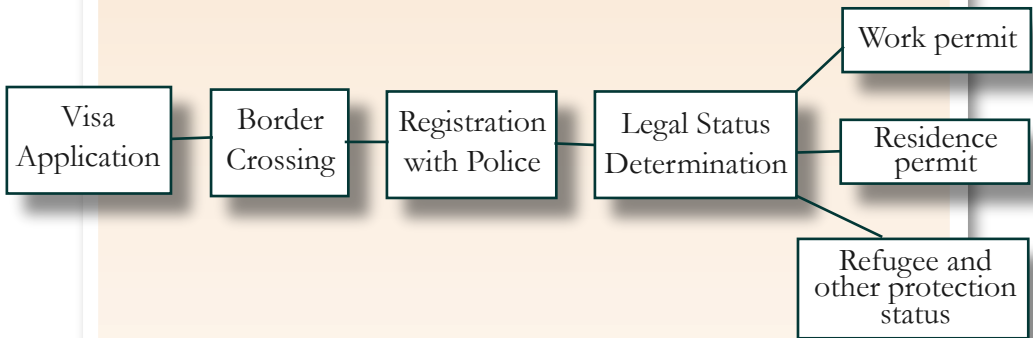 Visa
Application
Border
Crossing
Registration
with Police
Legal Status
Determination
Work permit
Residence
permit
Refugee and
other protection
status